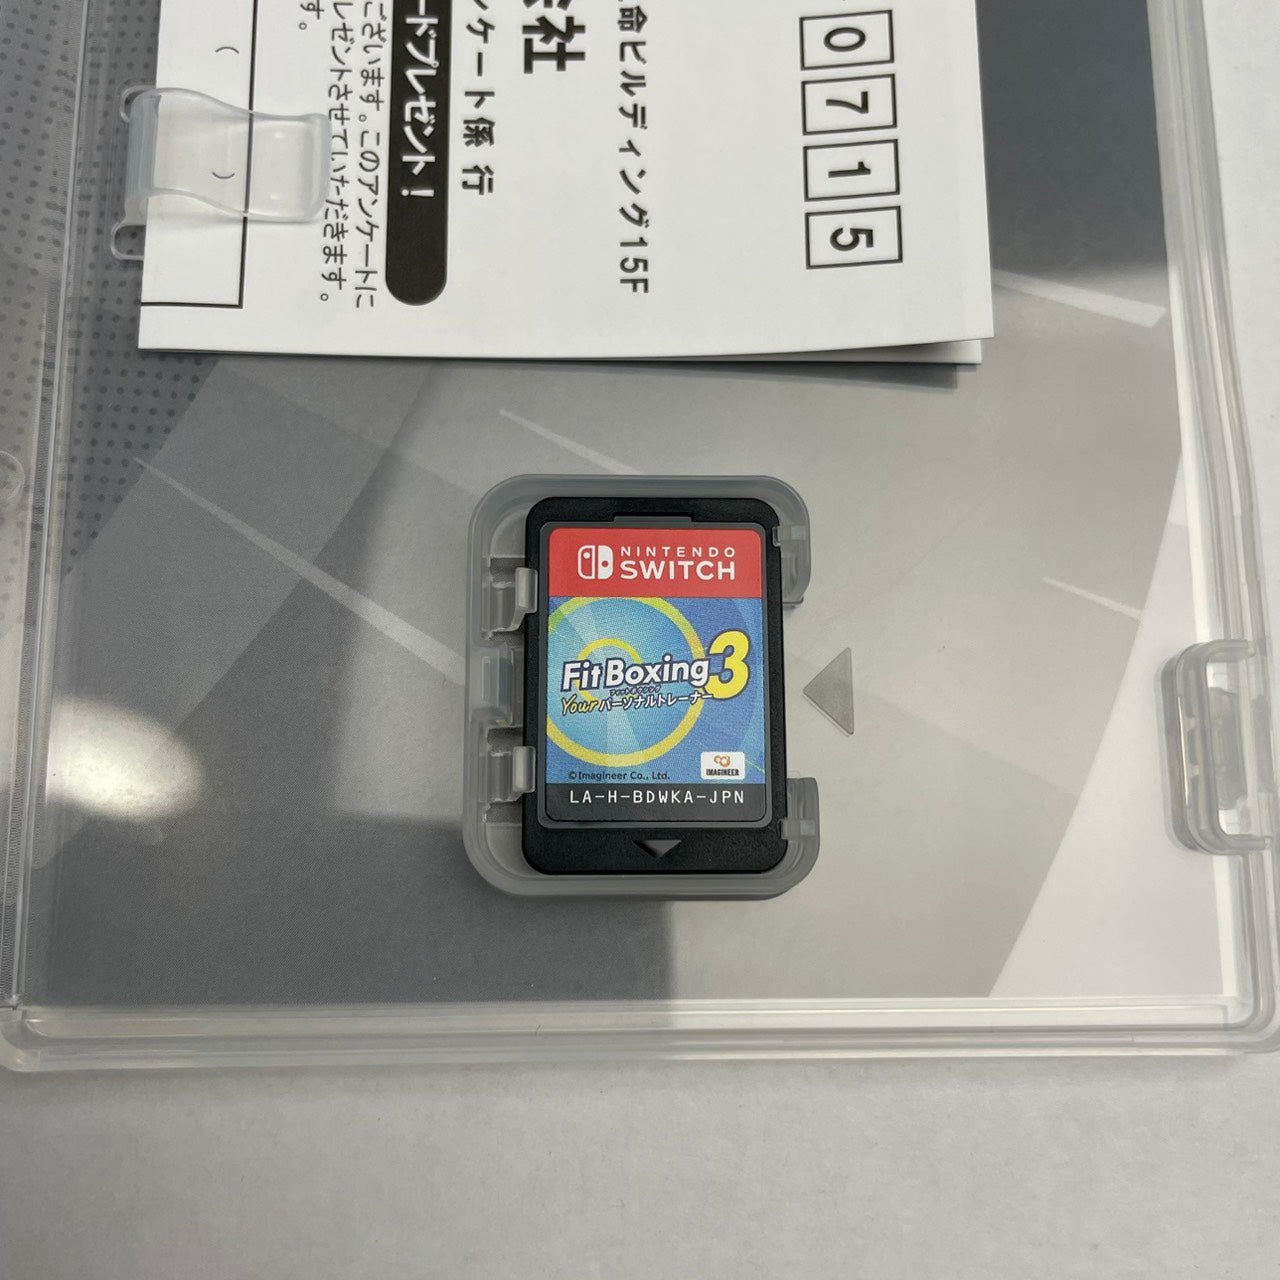 0715
命ビルディング15F
会社
ケート係 行
ードプレゼント!
ございます。このアンケートに
レゼントさせていただきます。
す。
NINTENDO
SWITCH
Fit Boxing 3
フィットボクシング
Your パーソナルトレーナー
©Imagineer Co., Ltd.
IMAGINEER
LA-H-BDWKA-JPN